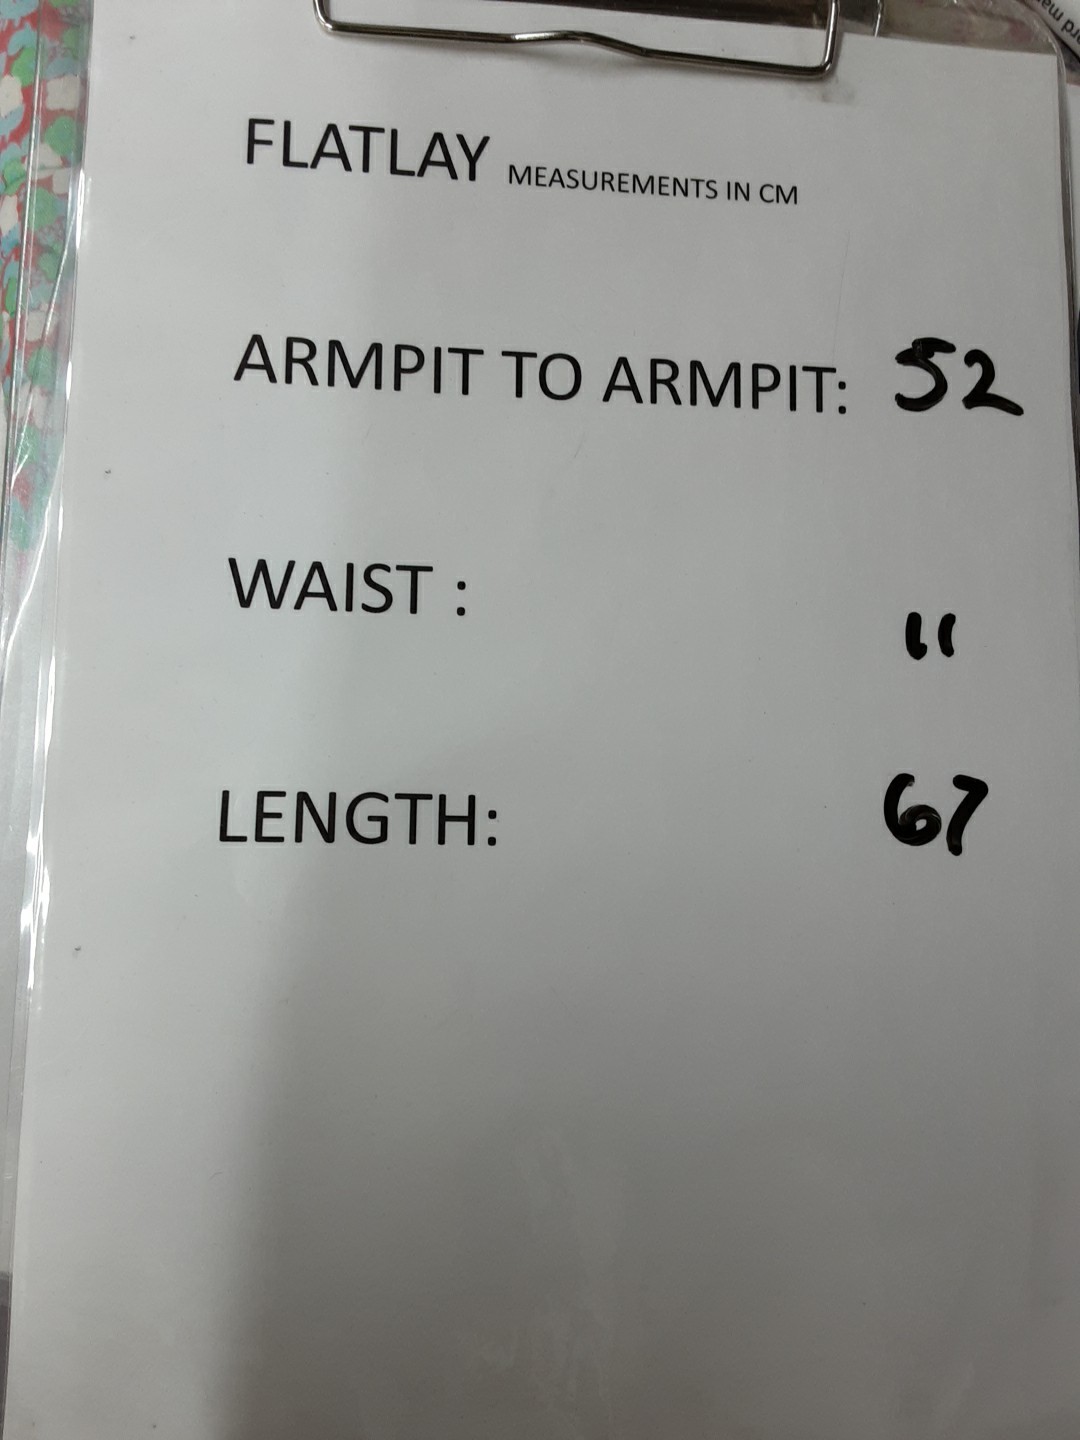 FLATLAY MEASUREMENTS IN CM
ARMPIT TO ARMPIT: 52
WAIST : "
LENGTH: 67